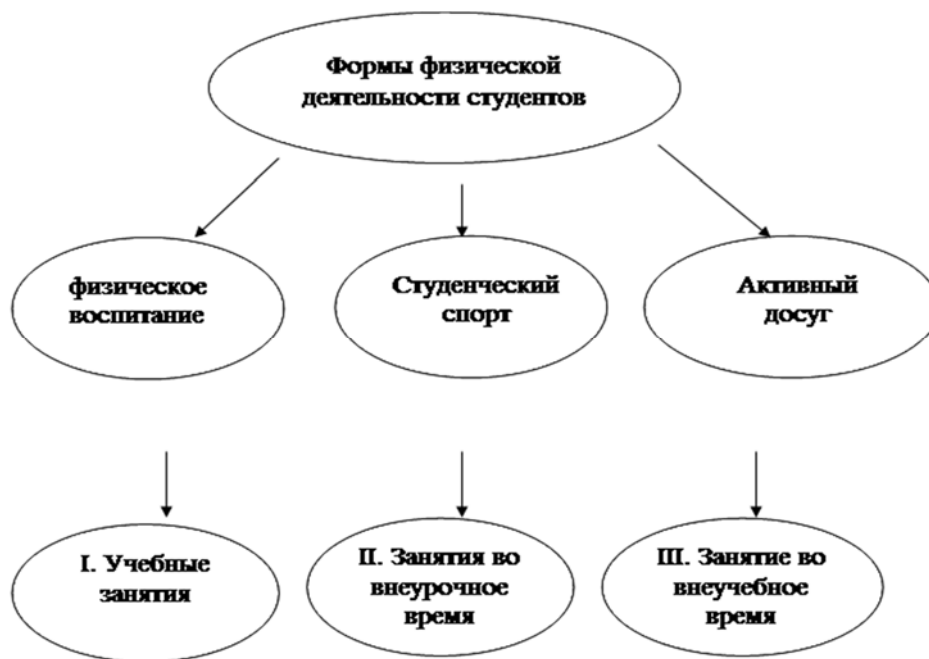 Формы физической
деятельности студентов
физическое
воспитание
Студенческий
спорт
Активный
досуг
I. Учебные
занятия
II. Занятия во
внеурочное
время
III. Занятие во
внеучебное
время